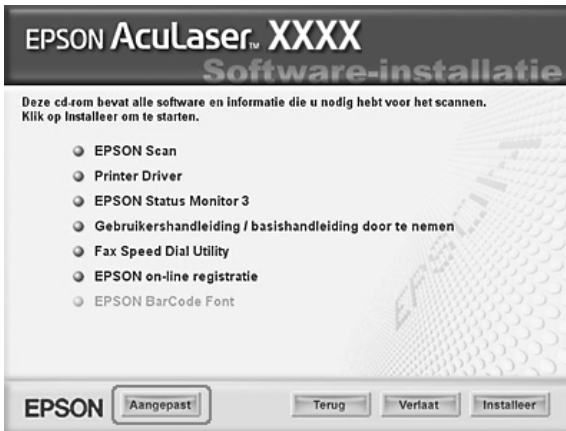 EPSON AcuLaser™ XXXX
Software-installatie
Deze cd-rom bevat alle software en informatie die u nodig hebt voor het scannen.
Klik op Installeer om te starten.
EPSON Scan
Printer Driver
EPSON Status Monitor 3
Gebruikershandleiding / basishandleiding door te nemen
Fax Speed Dial Utility
EPSON on-line registratie
EPSON BarCode Font
EPSON
EPSON Aangepast Terug Verlaat Installeer